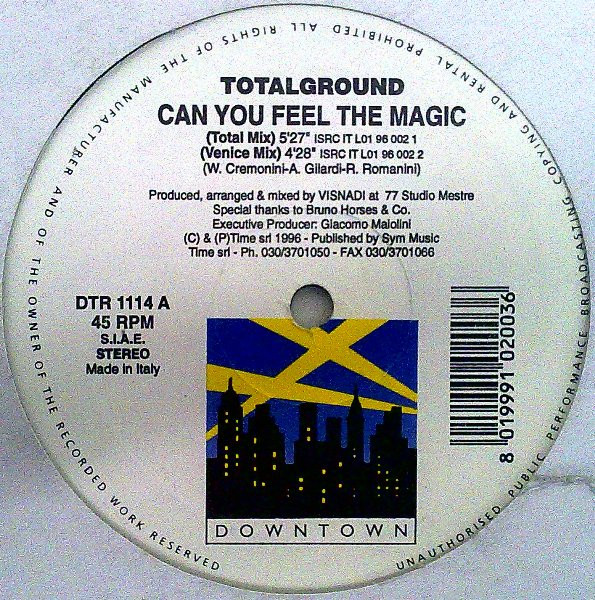 TOTALGROUND
CAN YOU FEEL THE MAGIC
(Total Mix) 5'27" ISRC IT L01 96 002 1
(Venice Mix) 4'28" ISRC IT L01 96 002 2
(W. Cremonini-A. Gilardi-R. Romanini)
Produced, arranged & mixed by VISNADI at 77 Studio Mestre
Special thanks to Bruno Horses & Co.
Executive Producer: Giacomo Maiolini
(C) & (P)Time srl 1996 - Published by Sym Music
Time srl - Ph. 030/3701050 - FAX 030/3701066
DTR 1114 A
45 RPM
S.I.A.E.
STEREO
Made in Italy
8 019991 020036
DOWNTOWN
ALL RIGHTS OF THE MANUFACTURER AND OF THE OWNER OF THE RECORDED WORK RESERVED
UNAUTHORISED PUBLIC PERFORMANCE BROADCASTING COPYING AND RENTAL PROHIBITED